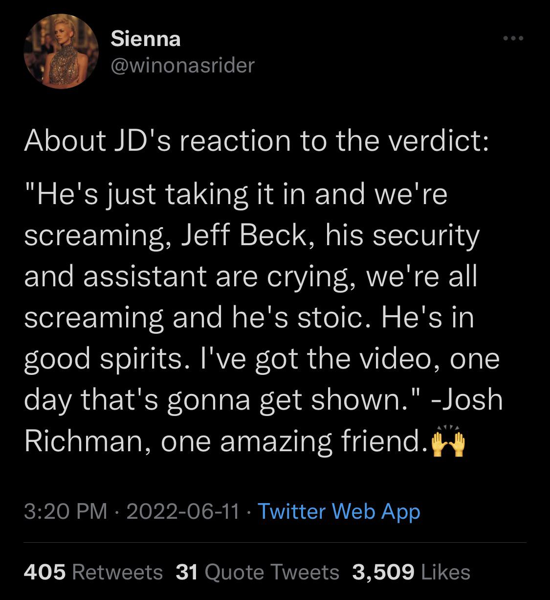 Sienna
@winonasrider
About JD's reaction to the verdict:
"He's just taking it in and we're
screaming, Jeff Beck, his security
and assistant are crying, we're all
screaming and he's stoic. He's in
good spirits. I've got the video, one
day that's gonna get shown." -Josh
Richman, one amazing friend.🙌
3:20 PM · 2022-06-11 · Twitter Web App
405 Retweets 31 Quote Tweets 3,509 Likes